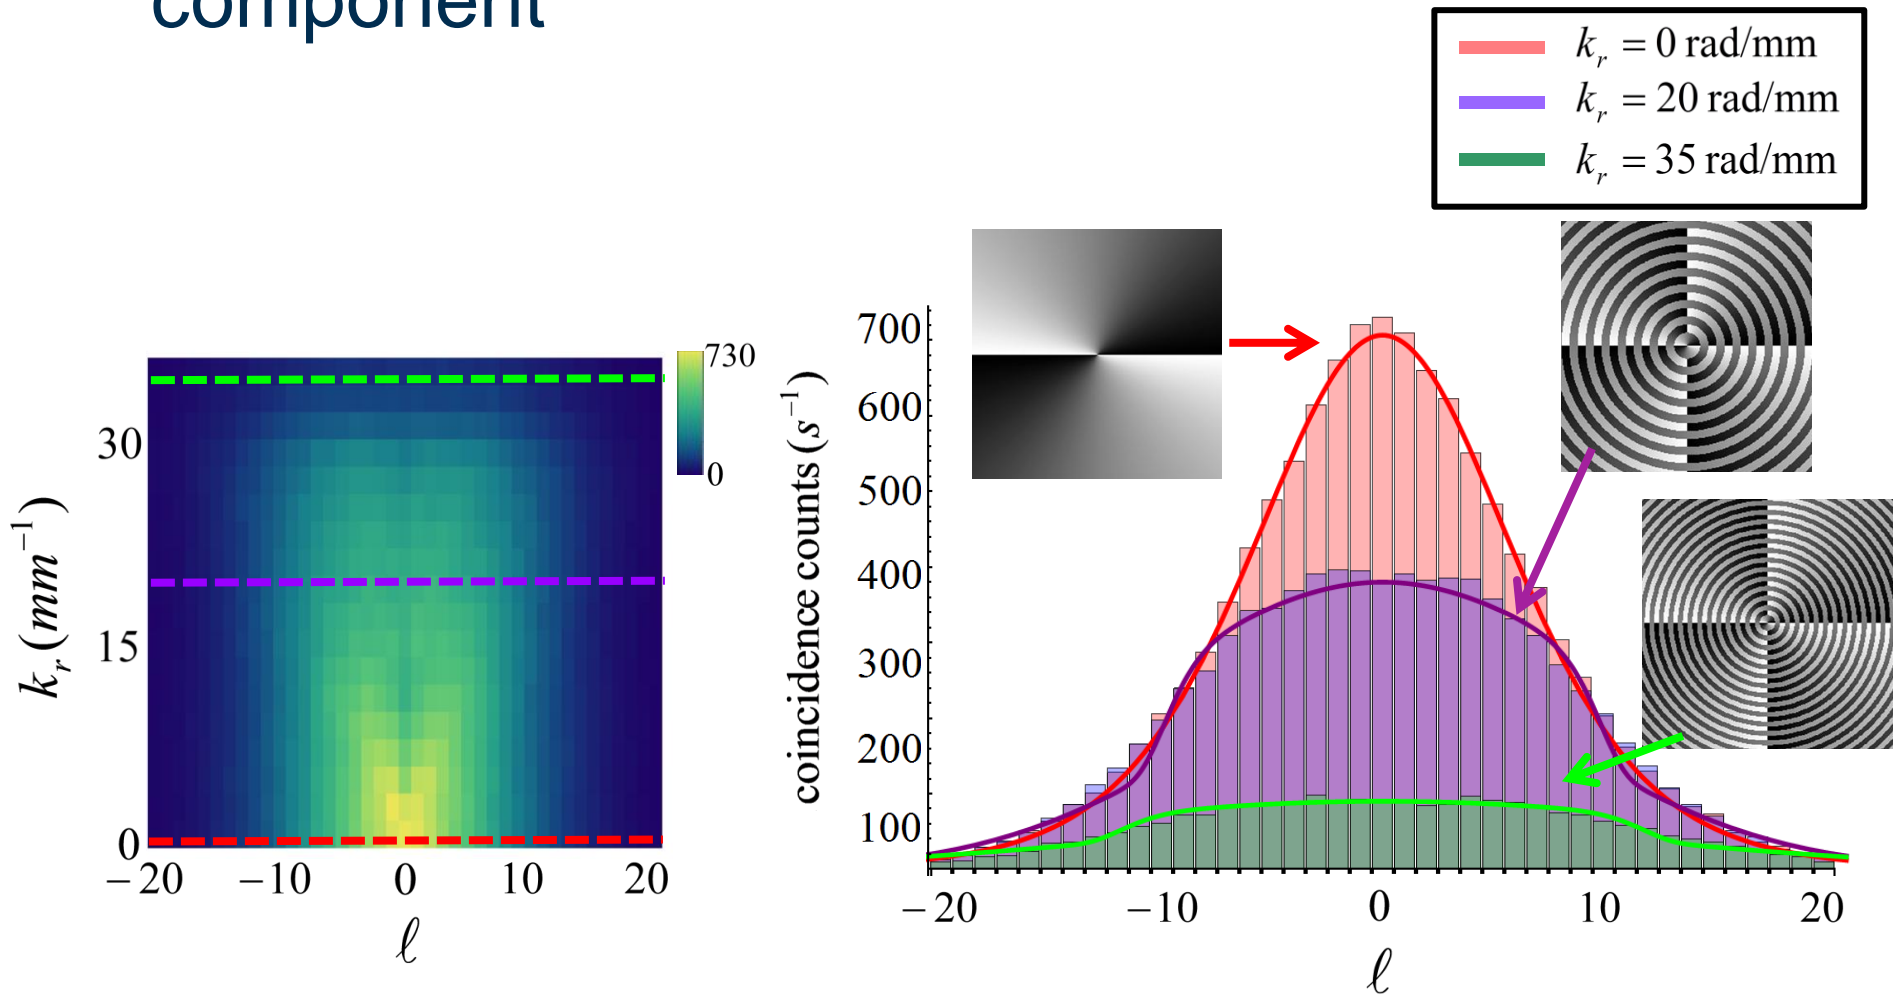 component
k_r = 0 rad/mm
k_r = 20 rad/mm
k_r = 35 rad/mm
730
0
30
15
0
k_r (mm⁻¹)
−20 −10 0 10 20
ℓ
700
600
500
400
300
200
100
coincidence counts (s⁻¹)
−20 −10 0 10 20
ℓ